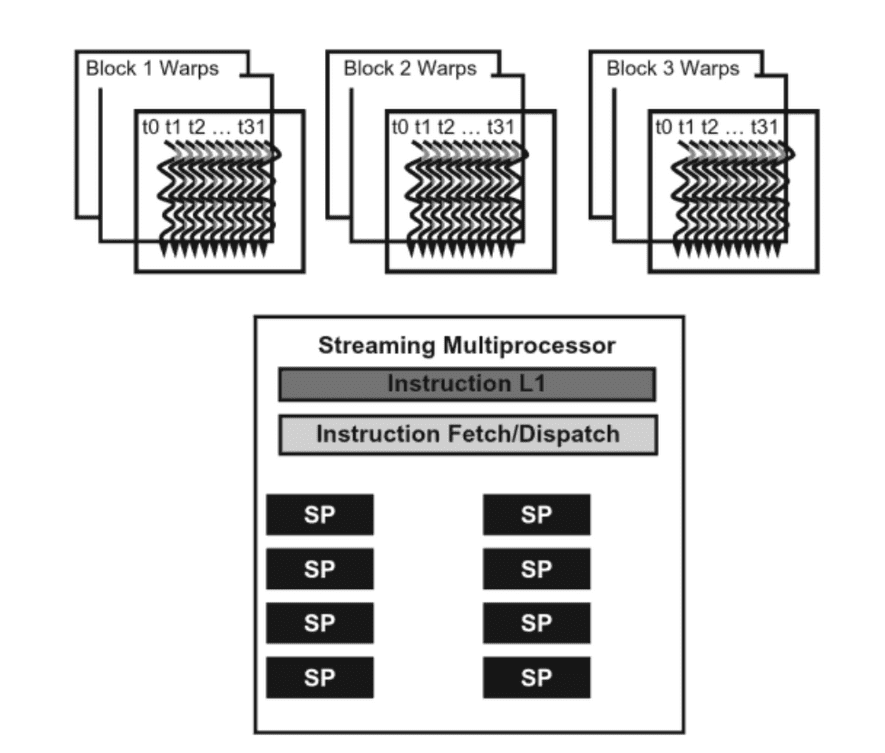 Block 1 Warps
Block 2 Warps
Block 3 Warps
t0 t1 t2 ... t31
t0 t1 t2 ... t31
t0 t1 t2 ... t31
Streaming Multiprocessor
Instruction L1
Instruction Fetch/Dispatch
SP SP
SP SP
SP SP
SP SP